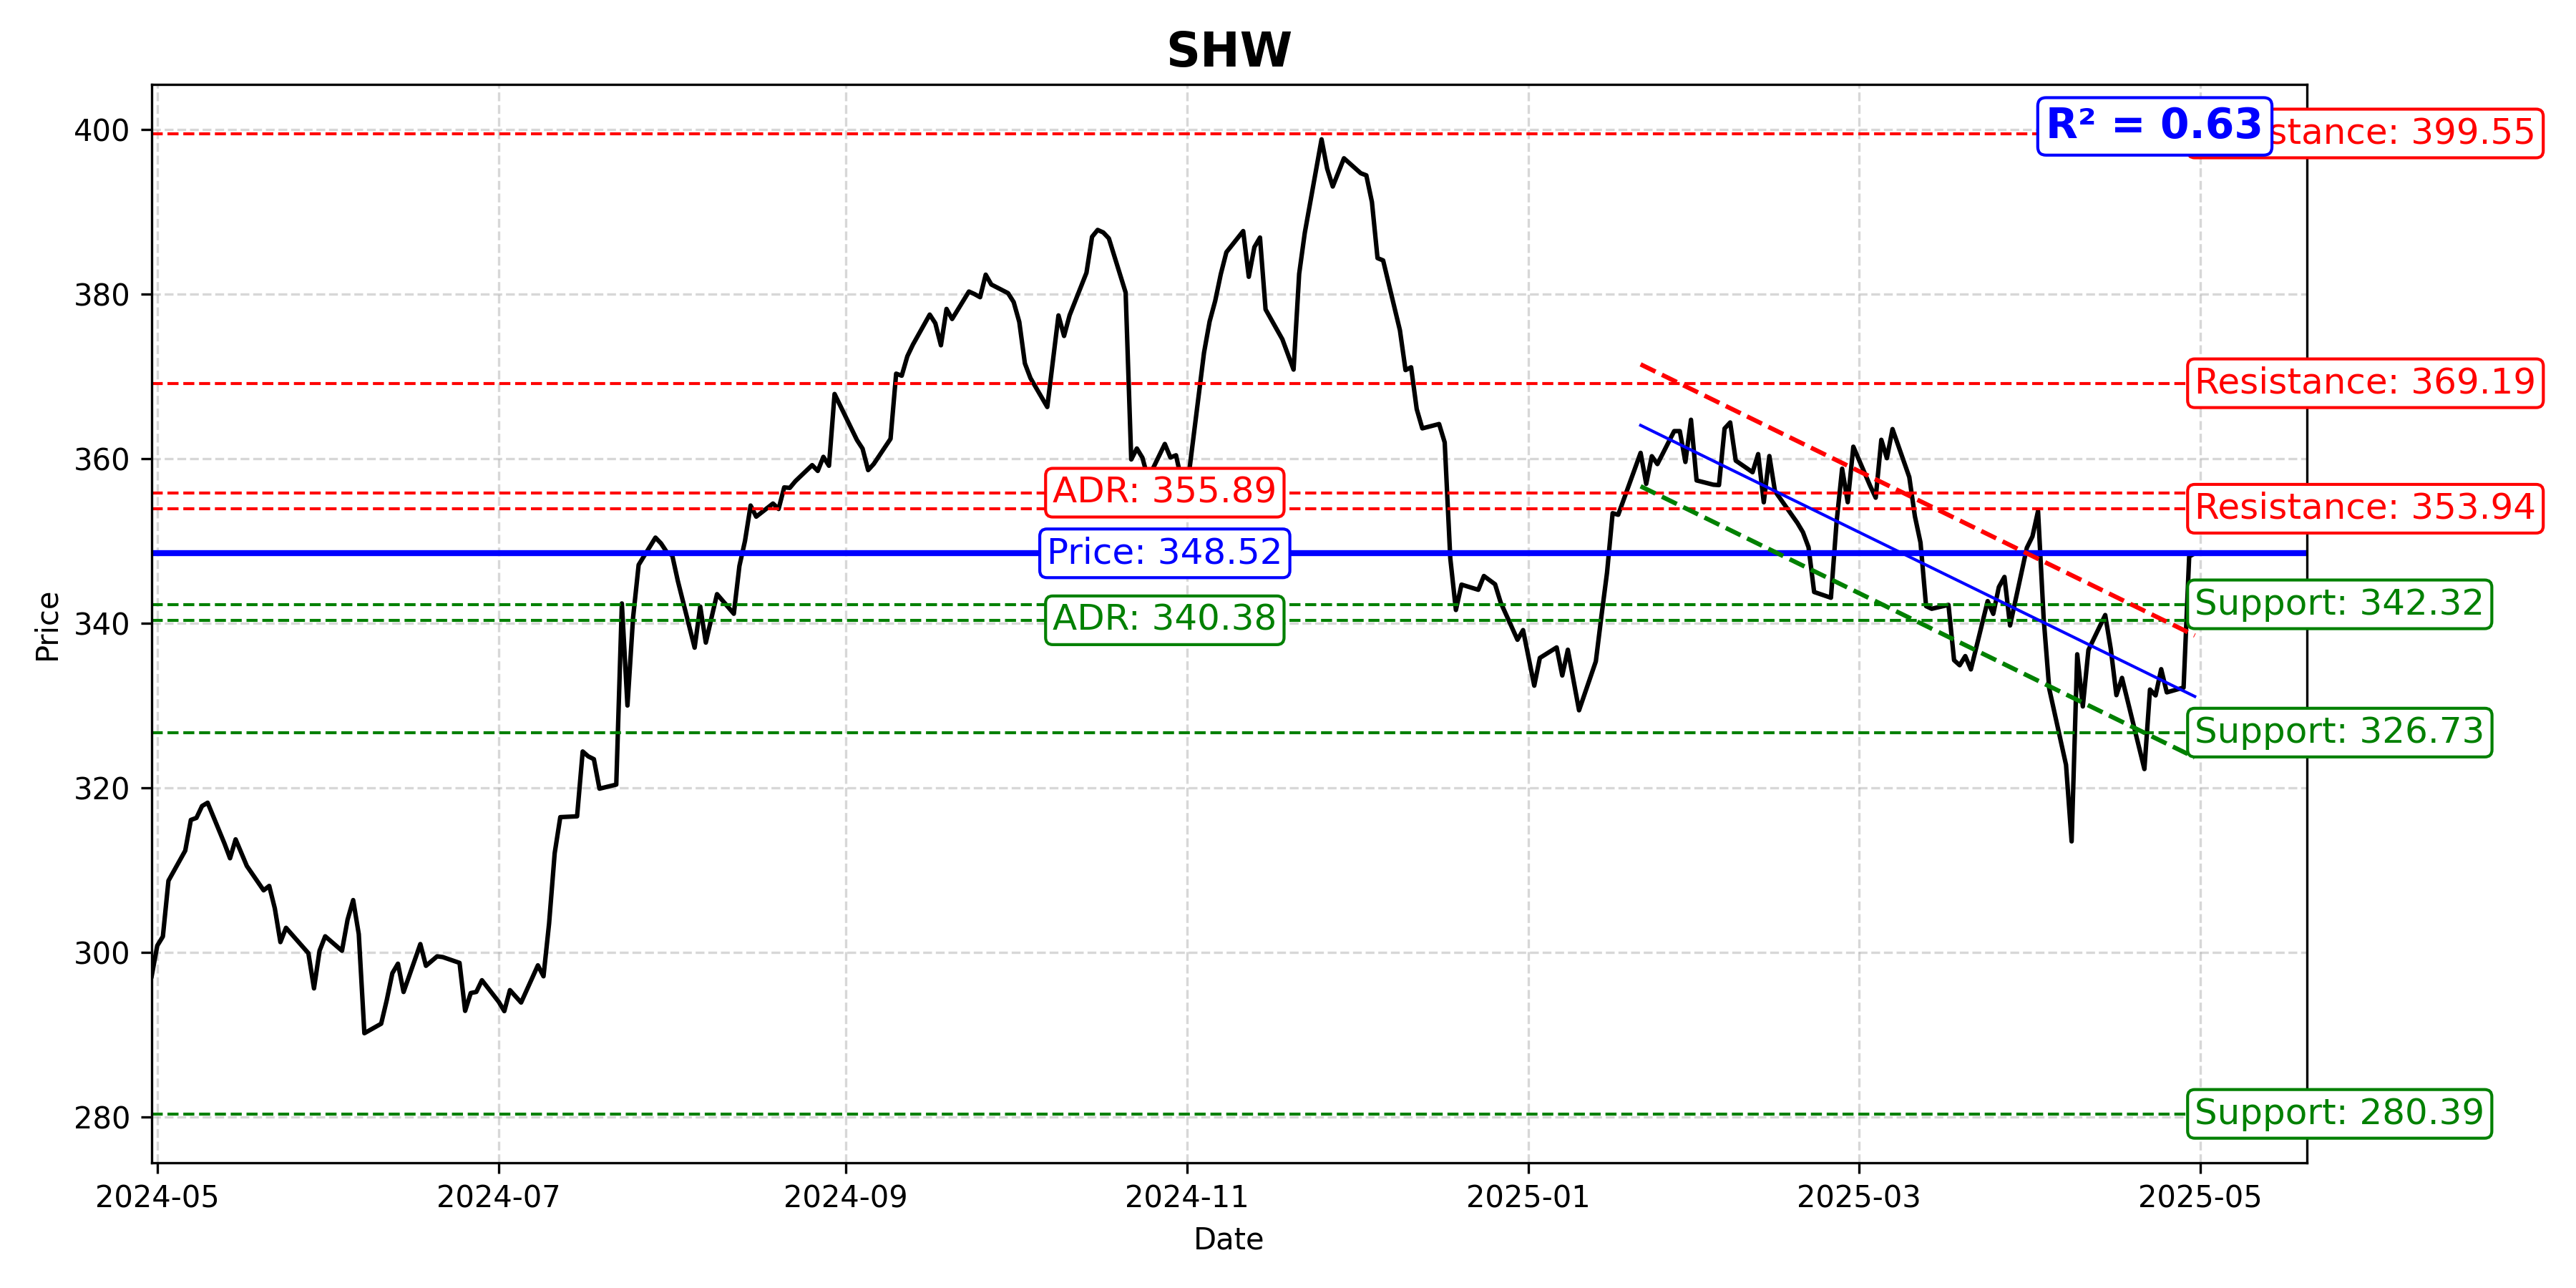 SHW
400
380
360
340
320
300
280
Price
R² = 0.63
stance: 399.55
Resistance: 369.19
ADR: 355.89
Resistance: 353.94
Price: 348.52
Support: 342.32
ADR: 340.38
Support: 326.73
Support: 280.39
2024-05
2024-07
2024-09
2024-11
2025-01
2025-03
2025-05
Date